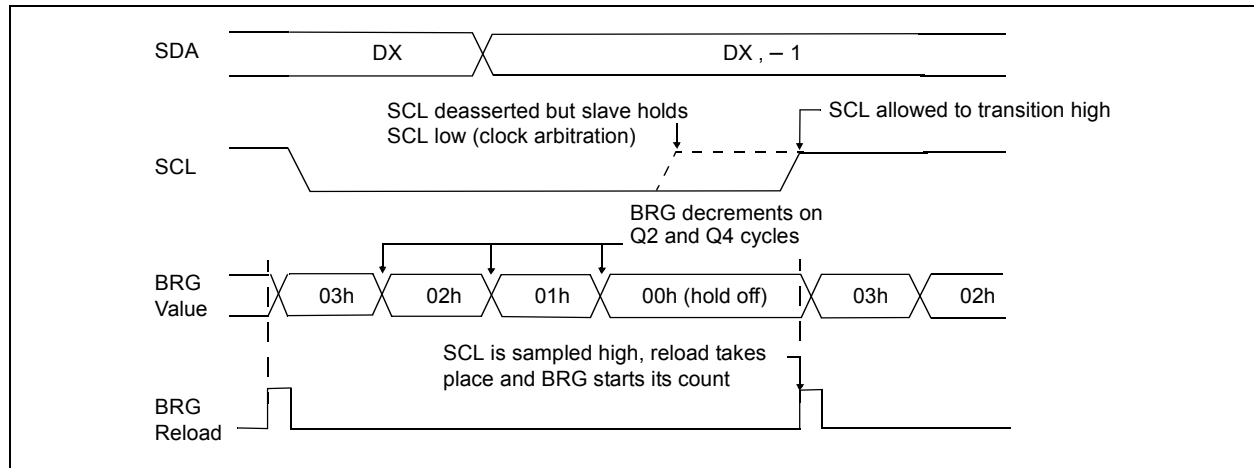 SDA
DX
DX , – 1
SCL deasserted but slave holds
SCL low (clock arbitration)
SCL allowed to transition high
SCL
BRG decrements on
Q2 and Q4 cycles
BRG
Value
03h
02h
01h
00h (hold off)
03h
02h
SCL is sampled high, reload takes
place and BRG starts its count
BRG
Reload